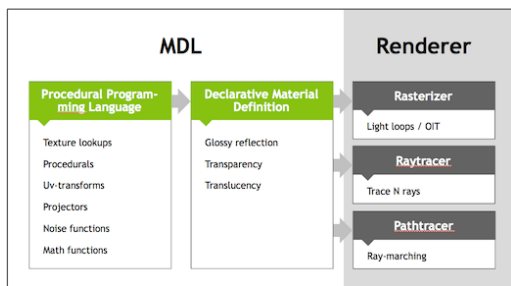 MDL
Renderer
Procedural Program-
ming Language
Texture lookups
Procedurals
Uv-transforms
Projectors
Noise functions
Math functions
Declarative Material
Definition
Glossy reflection
Transparency
Translucency
Rasterizer
Light loops / OIT
Raytracer
Trace N rays
Pathtracer
Ray-marching